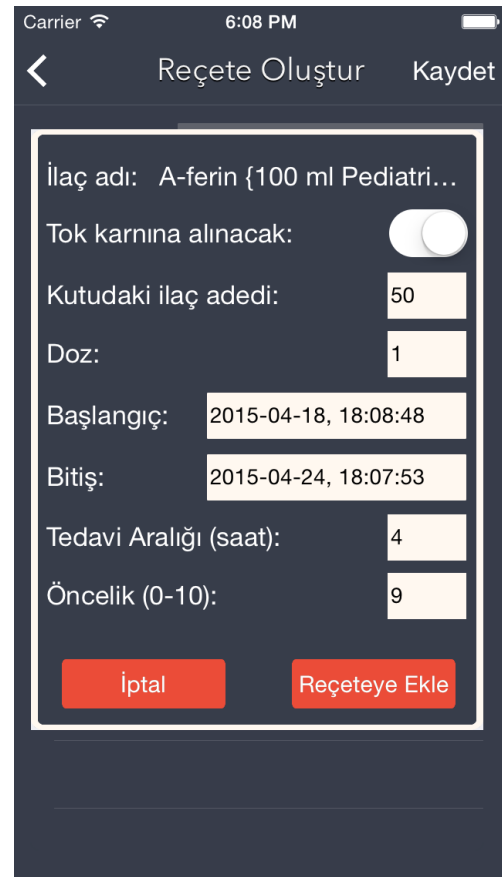 Carrier 6:08 PM
Reçete Oluştur Kaydet
İlaç adı: A-ferin {100 ml Pediatri...
Tok karnına alınacak:
Kutudaki ilaç adedi: 50
Doz: 1
Başlangıç: 2015-04-18, 18:08:48
Bitiş: 2015-04-24, 18:07:53
Tedavi Aralığı (saat): 4
Öncelik (0-10): 9
İptal Reçeteye Ekle